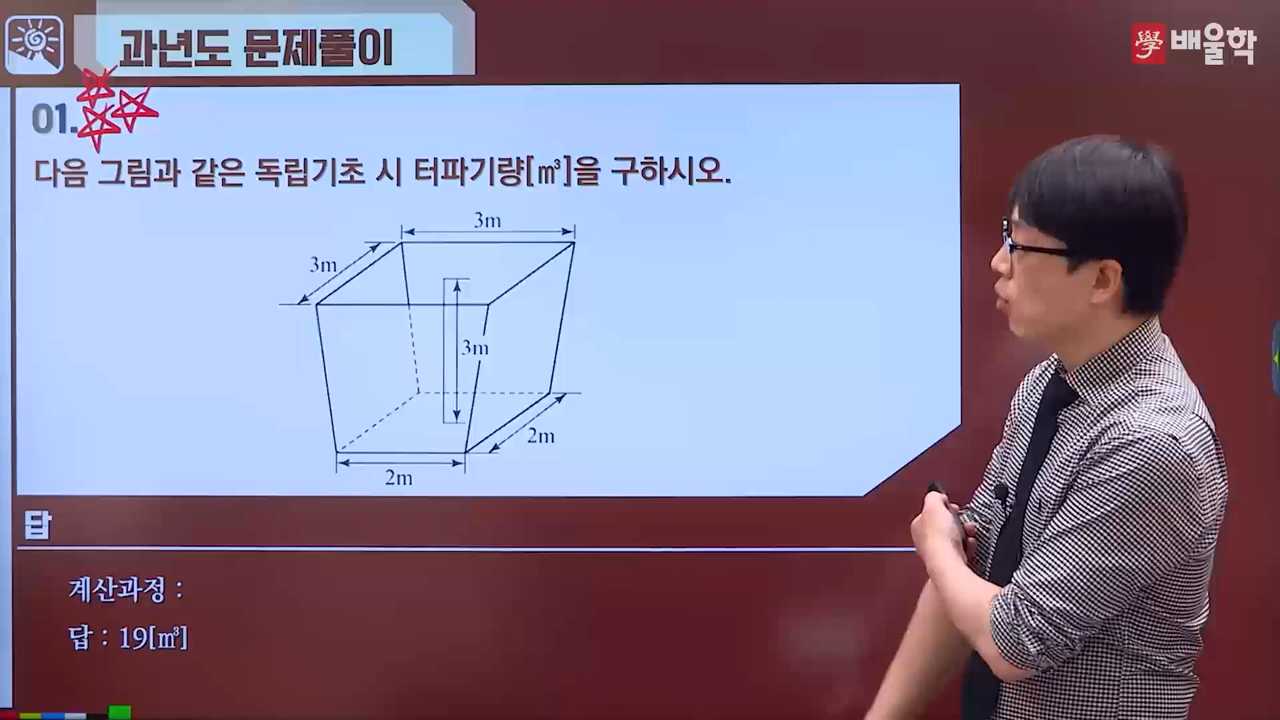 과년도 문제풀이
學 배울학
01.
다음 그림과 같은 독립기초 시 터파기량[㎥]을 구하시오.
3m
3m
3m
2m
2m
답
계산과정 :
답 : 19[㎥]